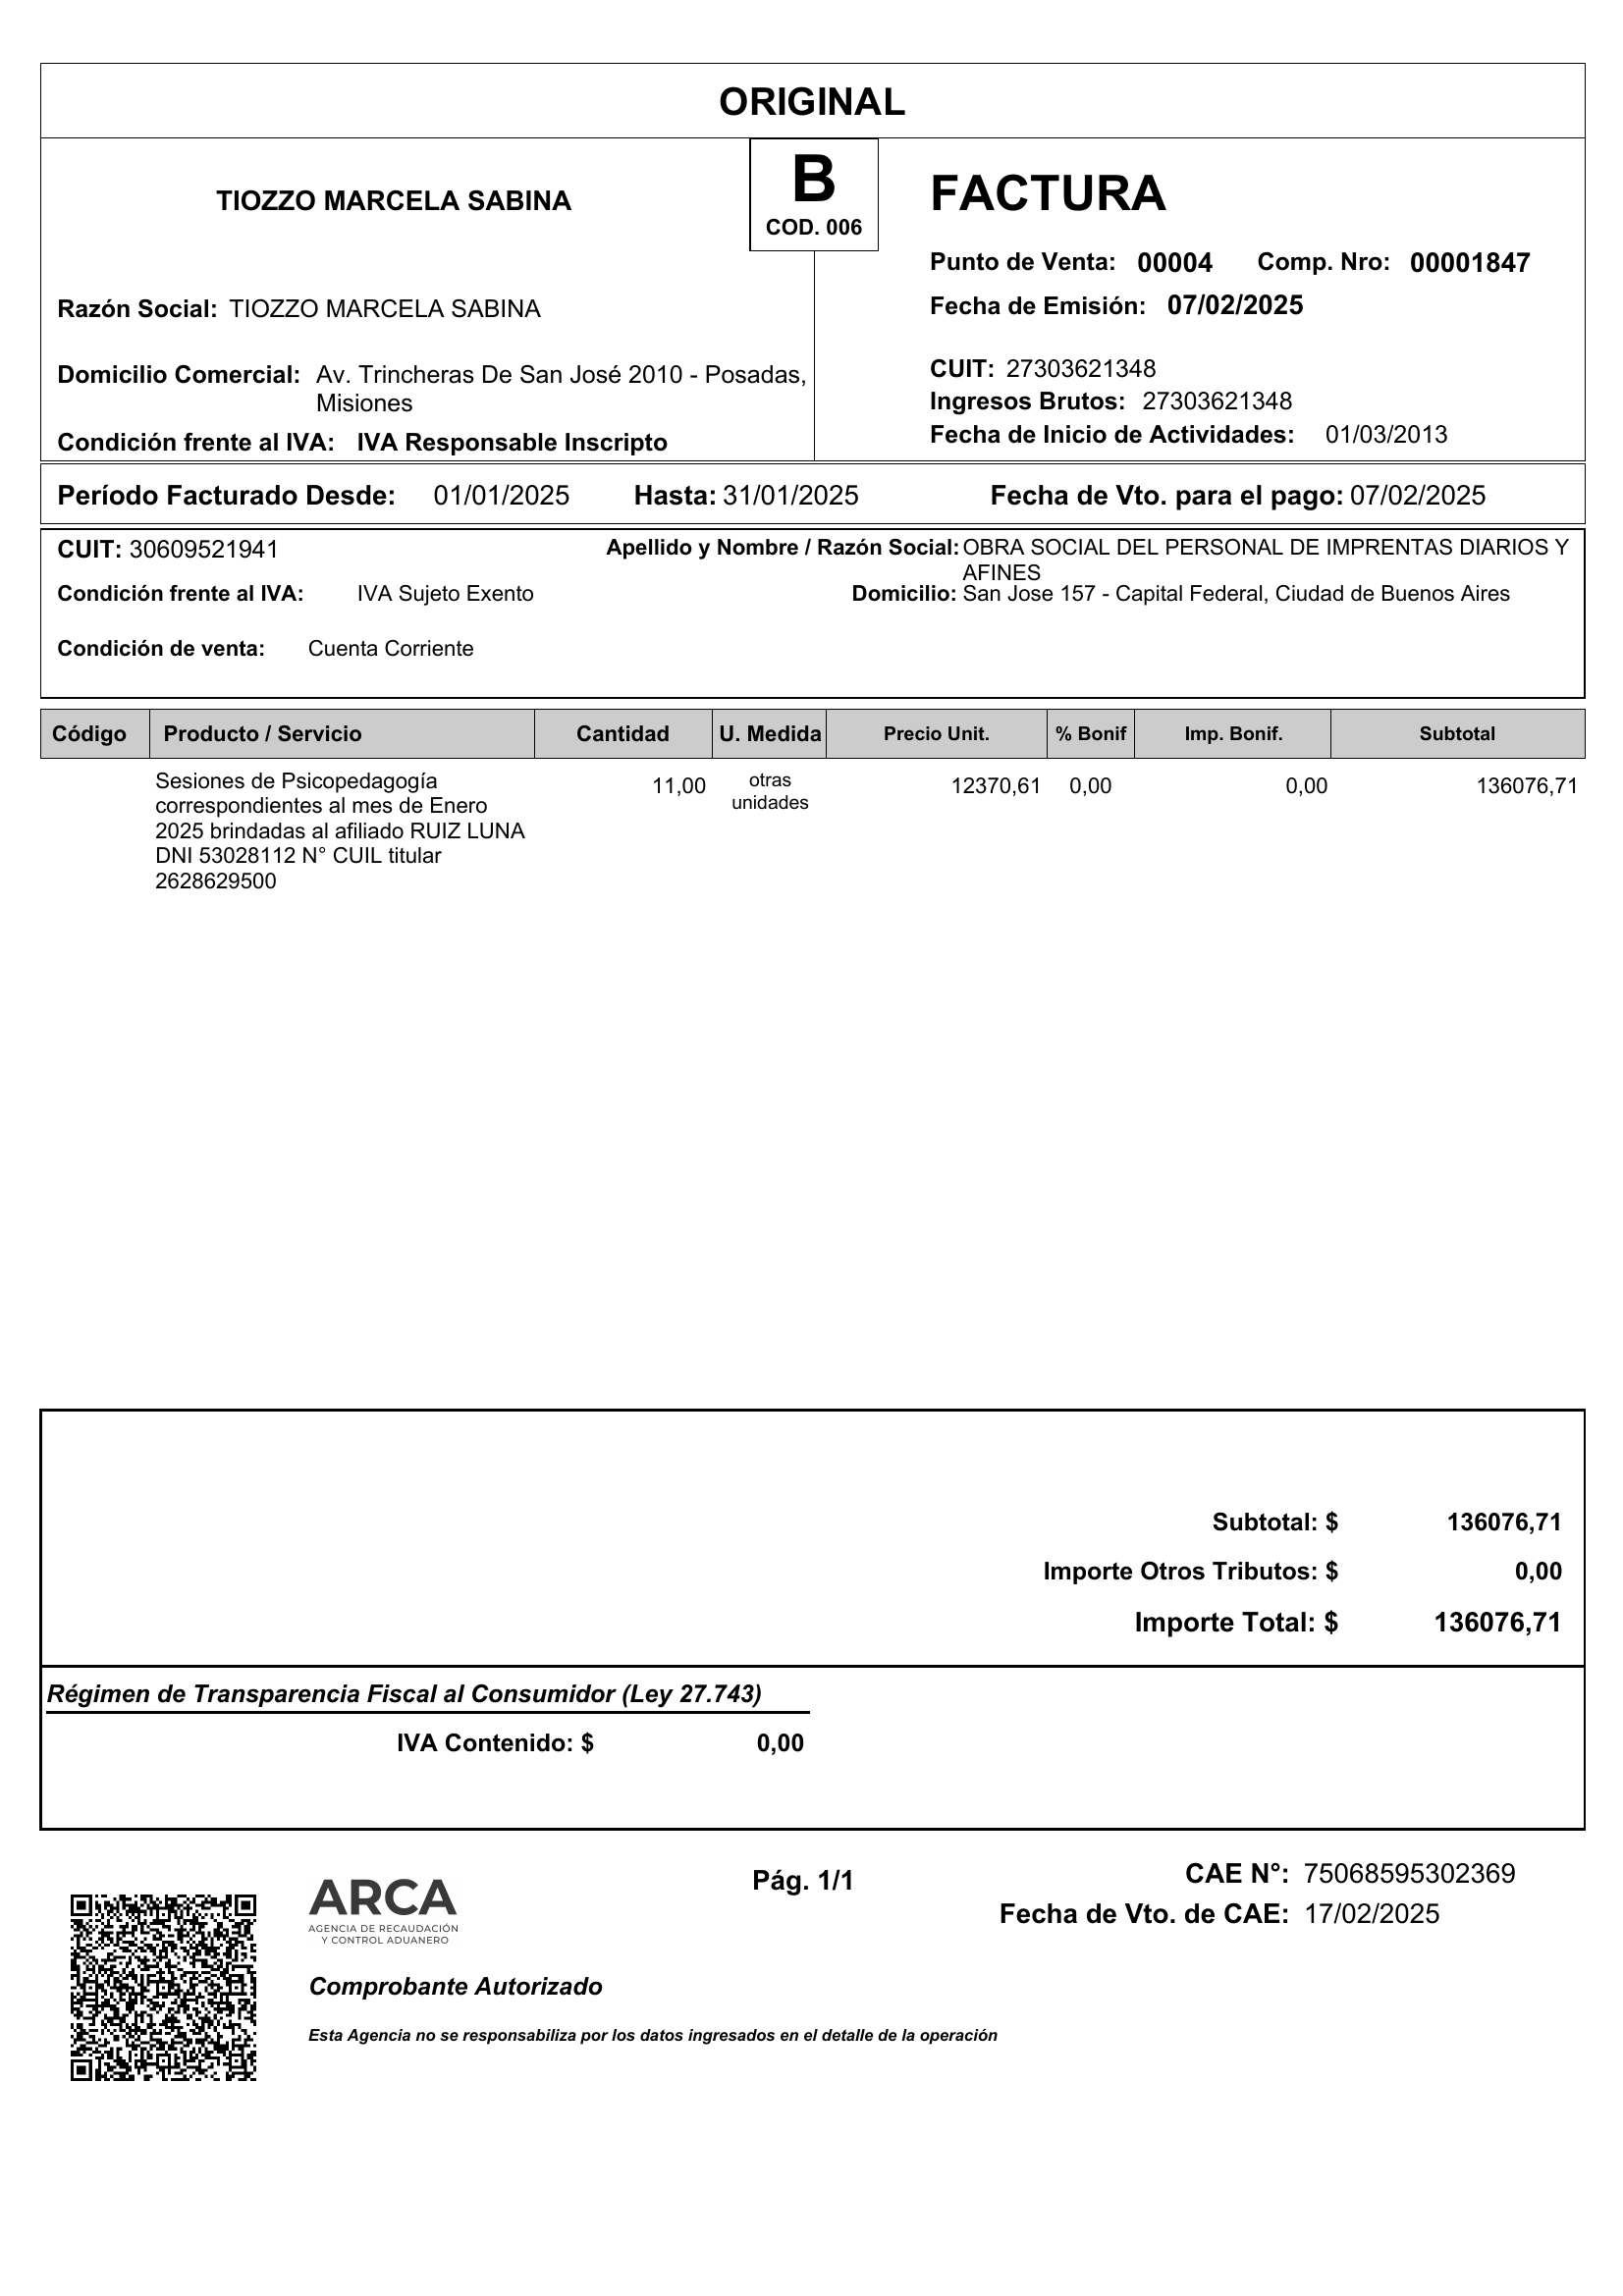 ORIGINAL
TIOZZO MARCELA SABINA
B
COD. 006
FACTURA
Punto de Venta: 00004 Comp. Nro: 00001847
Fecha de Emisión: 07/02/2025
Razón Social: TIOZZO MARCELA SABINA
Domicilio Comercial: Av. Trincheras De San José 2010 - Posadas,
Misiones
Condición frente al IVA: IVA Responsable Inscripto
CUIT: 27303621348
Ingresos Brutos: 27303621348
Fecha de Inicio de Actividades: 01/03/2013
Período Facturado Desde: 01/01/2025 Hasta: 31/01/2025 Fecha de Vto. para el pago: 07/02/2025
CUIT: 30609521941
Apellido y Nombre / Razón Social: OBRA SOCIAL DEL PERSONAL DE IMPRENTAS DIARIOS Y
AFINES
Condición frente al IVA: IVA Sujeto Exento
Domicilio: San Jose 157 - Capital Federal, Ciudad de Buenos Aires
Condición de venta: Cuenta Corriente
Código Producto / Servicio Cantidad U. Medida Precio Unit. % Bonif Imp. Bonif. Subtotal
Sesiones de Psicopedagogía
correspondientes al mes de Enero
2025 brindadas al afiliado RUIZ LUNA
DNI 53028112 N° CUIL titular
2628629500
11,00
otras
unidades
12370,61 0,00 0,00 136076,71
Subtotal: $ 136076,71
Importe Otros Tributos: $ 0,00
Importe Total: $ 136076,71
Régimen de Transparencia Fiscal al Consumidor (Ley 27.743)
IVA Contenido: $ 0,00
ARCA
AGENCIA DE RECAUDACIÓN
Y CONTROL ADUANERO
Pág. 1/1
CAE N°: 75068595302369
Fecha de Vto. de CAE: 17/02/2025
Comprobante Autorizado
Esta Agencia no se responsabiliza por los datos ingresados en el detalle de la operación